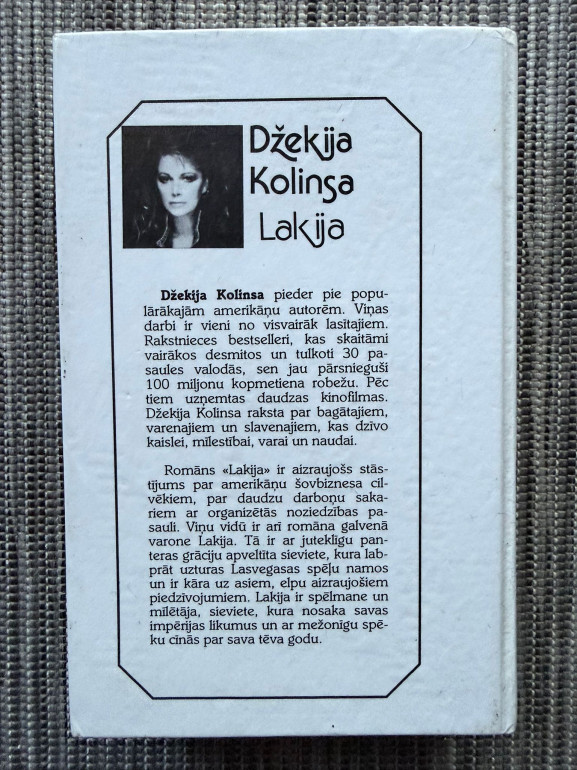 Džekija
Kolinsa
Lakija
Džekija Kolinsa pieder pie popu-
lārākajām amerikāņu autorēm. Viņas
darbi ir vieni no visvairāk lasītajiem.
Rakstnieces bestselleri, kas skaitāmi
vairākos desmitos un tulkoti 30 pa-
saules valodās, sen jau pārsnieguši
100 miljonu kopmetiena robežu. Pēc
tiem uzņemtas daudzas kinofilmas.
Džekija Kolinsa raksta par bagātajiem,
varenajiem un slavenajiem, kas dzīvo
kaislei, mīlestībai, varai un naudai.
Romāns «Lakija» ir aizraujošs stās-
tījums par amerikāņu šovbiznesa cil-
vēkiem, par daudzu darboņu saka-
riem ar organizētās noziedzības pa-
sauli. Viņu vidū ir arī romāna galvenā
varone Lakija. Tā ir ar juteklīgu pan-
teras grāciju apveltīta sieviete, kura lab-
prāt uzturas Lasvegasas spēļu namos
un ir kāra uz asiem, elpu aizraujošiem
piedzīvojumiem. Lakija ir spēlmane un
mīlētāja, sieviete, kura nosaka savas
impērijas likumus un ar mežonīgu spē-
ku cīnās par sava tēva godu.